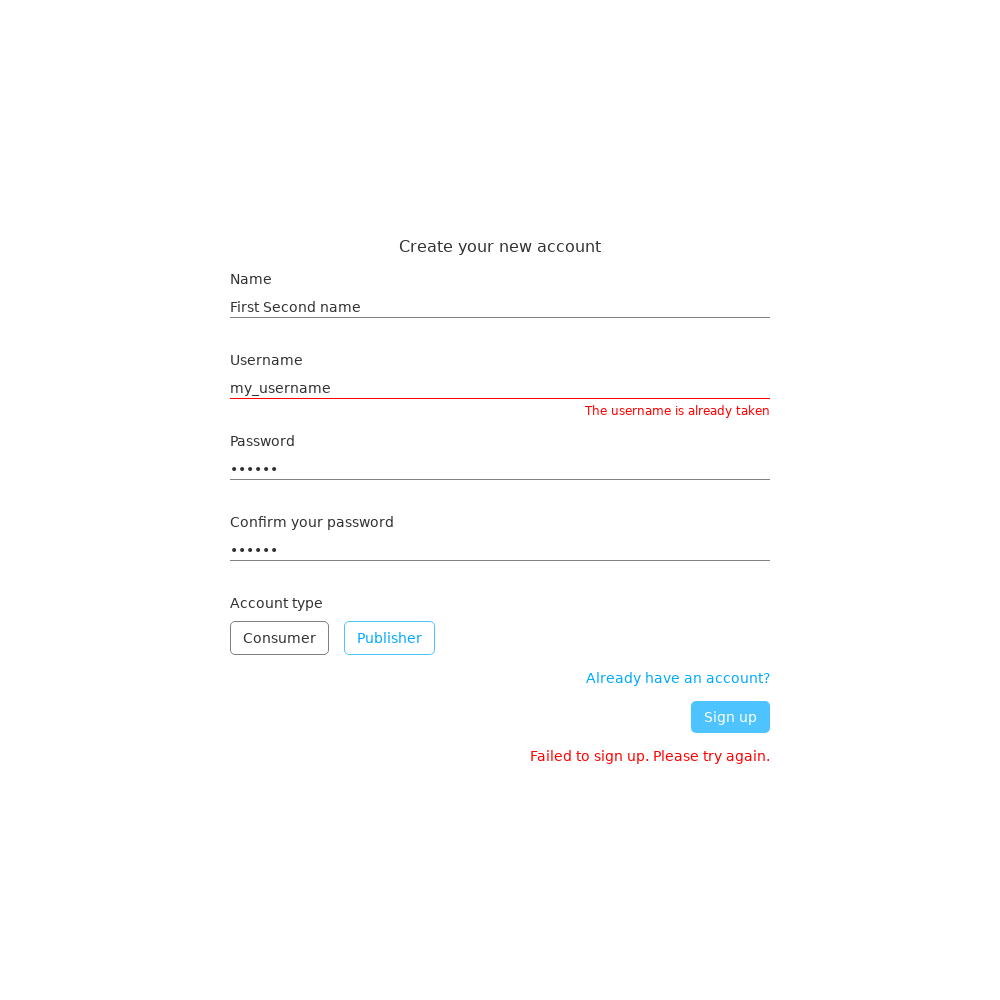 Create your new account
Name
First Second name
Username
my_username
The username is already taken
Password
••••••
Confirm your password
••••••
Account type
Consumer Publisher
Already have an account?
Sign up
Failed to sign up. Please try again.